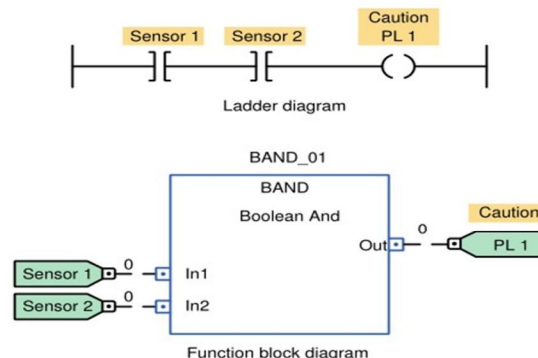 Sensor 1 Sensor 2 Caution
PL 1
Ladder diagram
BAND_01
BAND
Boolean And
Caution
Out 0 PL 1
Sensor 1 0 In1
Sensor 2 0 In2
Function block diagram